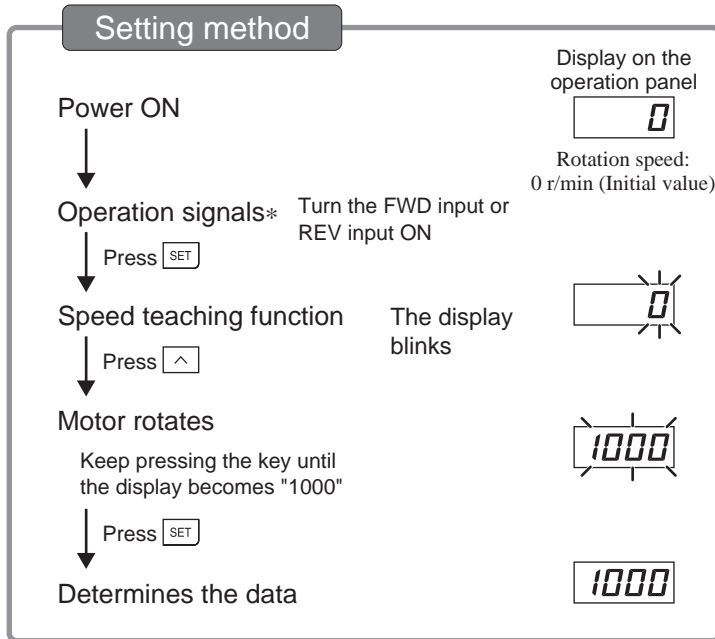 Setting method
Display on the
operation panel
Power ON
0
Rotation speed:
0 r/min (Initial value)
Operation signals*
Turn the FWD input or
REV input ON
Press SET
Speed teaching function
The display
blinks
0
Press ^
Motor rotates
1000
Keep pressing the key until
the display becomes "1000"
Press SET
Determines the data
1000